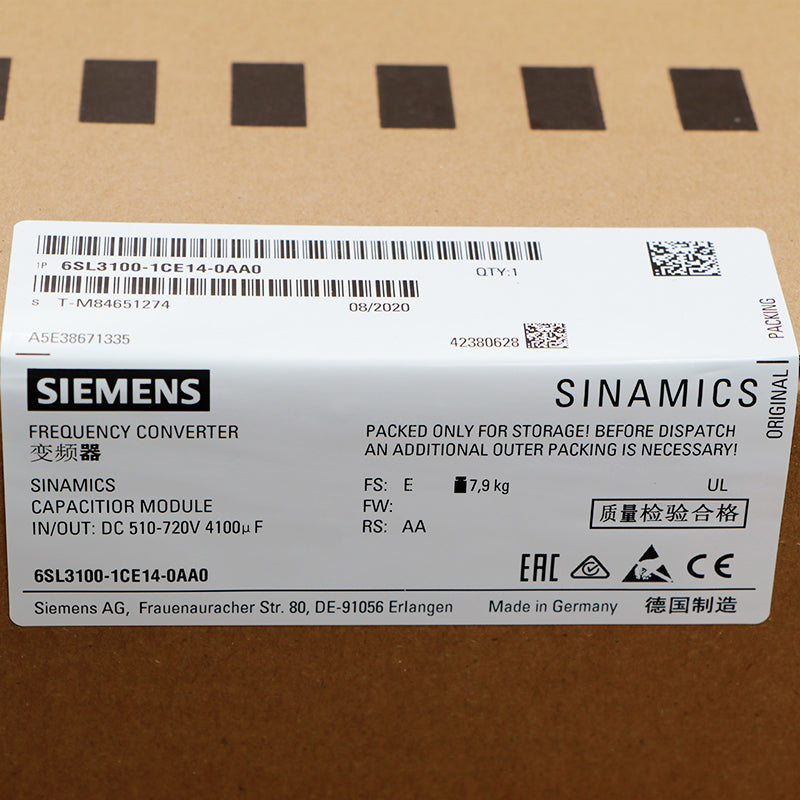 1P 6SL3100-1CE14-0AA0
QTY:1
S T-M84651274
08/2020
A5E38671335
42380628
ORIGINAL PACKING
SIEMENS
SINAMICS
FREQUENCY CONVERTER
变频器
PACKED ONLY FOR STORAGE! BEFORE DISPATCH
AN ADDITIONAL OUTER PACKING IS NECESSARY!
SINAMICS
CAPACITIOR MODULE
IN/OUT: DC 510-720V 4100µF
FS: E
7,9 kg
UL
FW:
RS: AA
质量检验合格
6SL3100-1CE14-0AA0
EAC
CE
Siemens AG, Frauenauracher Str. 80, DE-91056 Erlangen
Made in Germany
德国制造